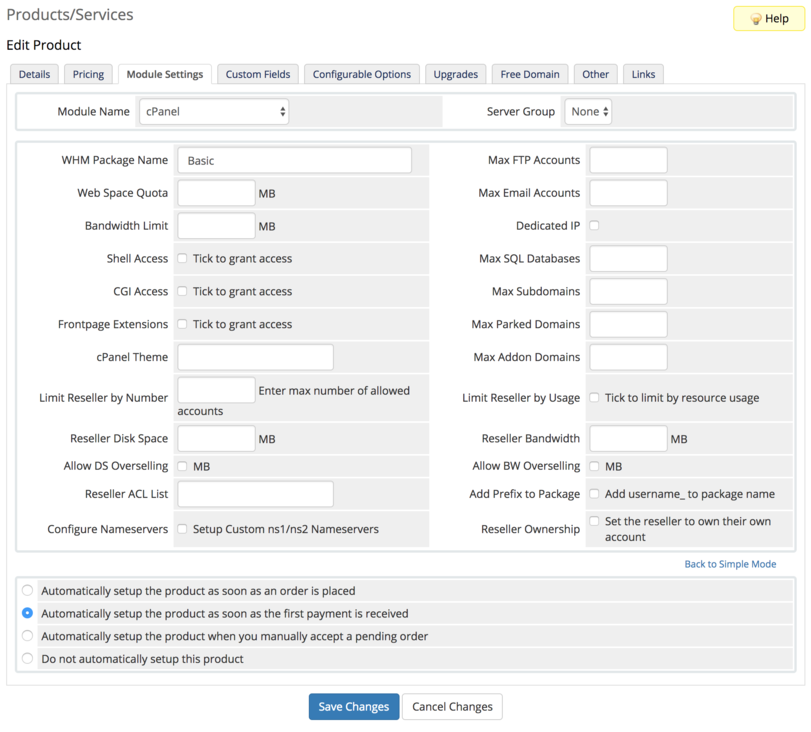 Products/Services
Help
Edit Product
Details Pricing Module Settings Custom Fields Configurable Options Upgrades Free Domain Other Links
Module Name cPanel Server Group None
WHM Package Name Basic Max FTP Accounts
Web Space Quota MB Max Email Accounts
Bandwidth Limit MB Dedicated IP
Shell Access Tick to grant access Max SQL Databases
CGI Access Tick to grant access Max Subdomains
Frontpage Extensions Tick to grant access Max Parked Domains
cPanel Theme Max Addon Domains
Limit Reseller by Number Enter max number of allowed
accounts
Limit Reseller by Usage Tick to limit by resource usage
Reseller Disk Space MB Reseller Bandwidth MB
Allow DS Overselling MB Allow BW Overselling MB
Reseller ACL List Add Prefix to Package Add username_ to package name
Configure Nameservers Setup Custom ns1/ns2 Nameservers
Reseller Ownership Set the reseller to own their own
account
Back to Simple Mode
Automatically setup the product as soon as an order is placed
Automatically setup the product as soon as the first payment is received
Automatically setup the product when you manually accept a pending order
Do not automatically setup this product
Save Changes Cancel Changes